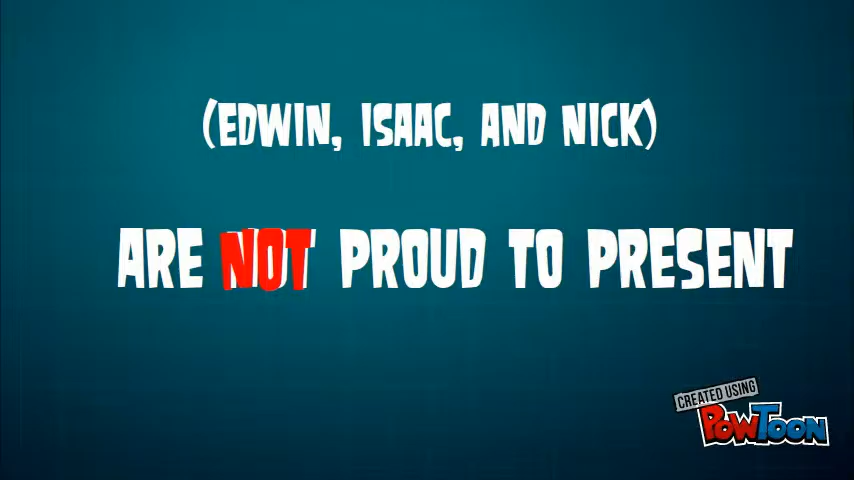 (EDWIN, ISAAC, AND NICK)
ARE NOT PROUD TO PRESENT
CREATED USING
POWTOON